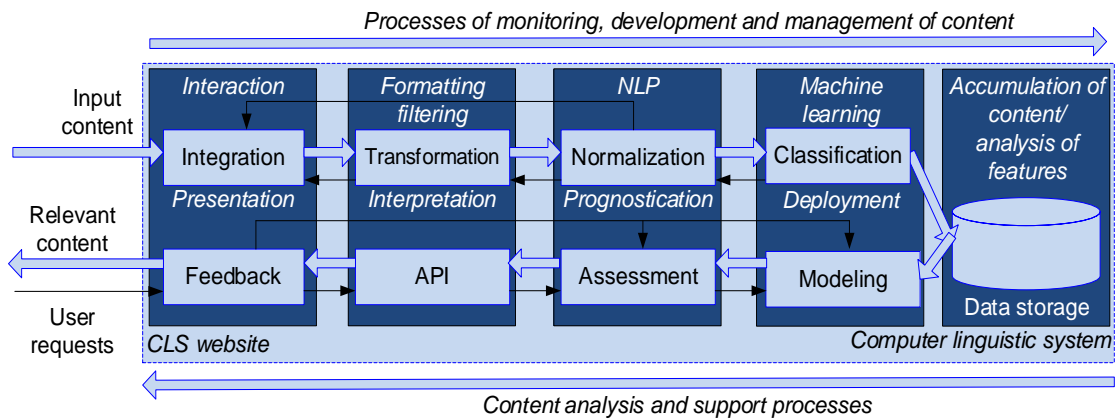 Processes of monitoring, development and management of content
Input
content
Interaction
Formatting
filtering
NLP
Machine
learning
Accumulation of
content/
analysis of
features
Integration
Transformation
Normalization
Classification
Presentation
Interpretation
Prognostication
Deployment
Relevant
content
Feedback
API
Assessment
Modeling
Data storage
User
requests
CLS website
Computer linguistic system
Content analysis and support processes